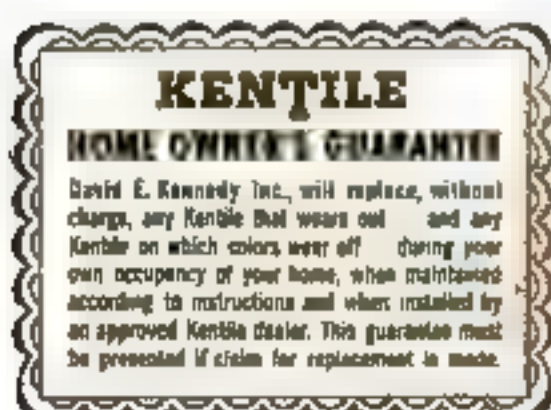 KENTILE
HOME OWNER'S GUARANTEE
David E. Kennedy Inc., will replace, without
charge, any Kentile that wears out and any
Kentile on which colors wear off during your
own occupancy of your home, when maintained
according to instructions and when installed by
an approved Kentile dealer. This guarantee must
be presented if claim for replacement is made.